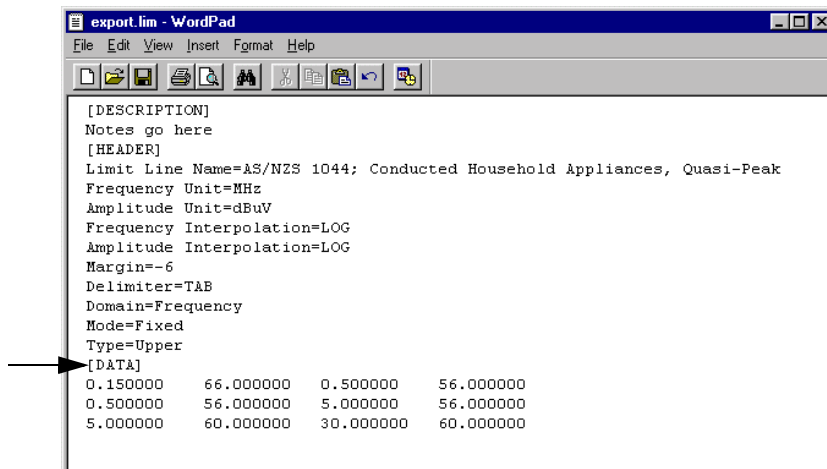 export.lim - WordPad
File Edit View Insert Format Help
[DESCRIPTION]
Notes go here
[HEADER]
Limit Line Name=AS/NZS 1044; Conducted Household Appliances, Quasi-Peak
Frequency Unit=MHz
Amplitude Unit=dBuV
Frequency Interpolation=LOG
Amplitude Interpolation=LOG
Margin=-6
Delimiter=TAB
Domain=Frequency
Mode=Fixed
Type=Upper
[DATA]
0.150000 66.000000 0.500000 56.000000
0.500000 56.000000 5.000000 56.000000
5.000000 60.000000 30.000000 60.000000